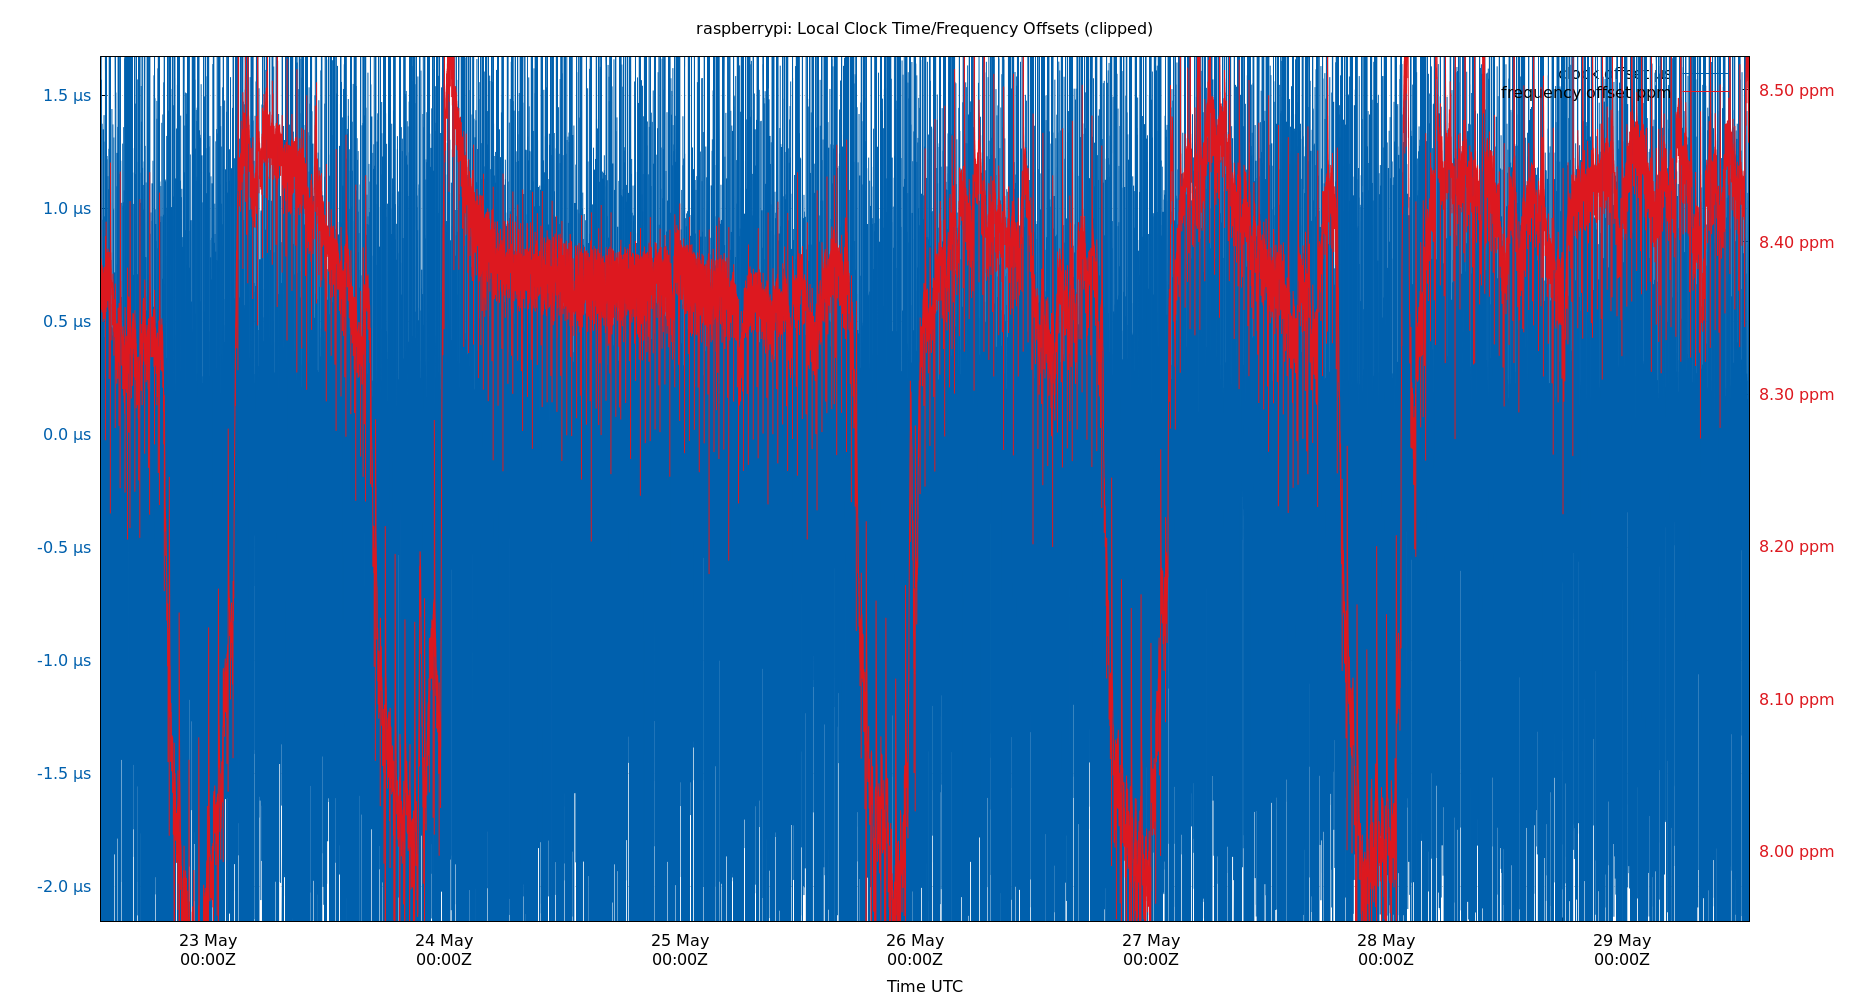 raspberrypi: Local Clock Time/Frequency Offsets (clipped)
clock offset µs
frequency offset ppm
1.5 µs
1.0 µs
0.5 µs
0.0 µs
-0.5 µs
-1.0 µs
-1.5 µs
-2.0 µs
8.50 ppm
8.40 ppm
8.30 ppm
8.20 ppm
8.10 ppm
8.00 ppm
23 May
00:00Z
24 May
00:00Z
25 May
00:00Z
26 May
00:00Z
27 May
00:00Z
28 May
00:00Z
29 May
00:00Z
Time UTC